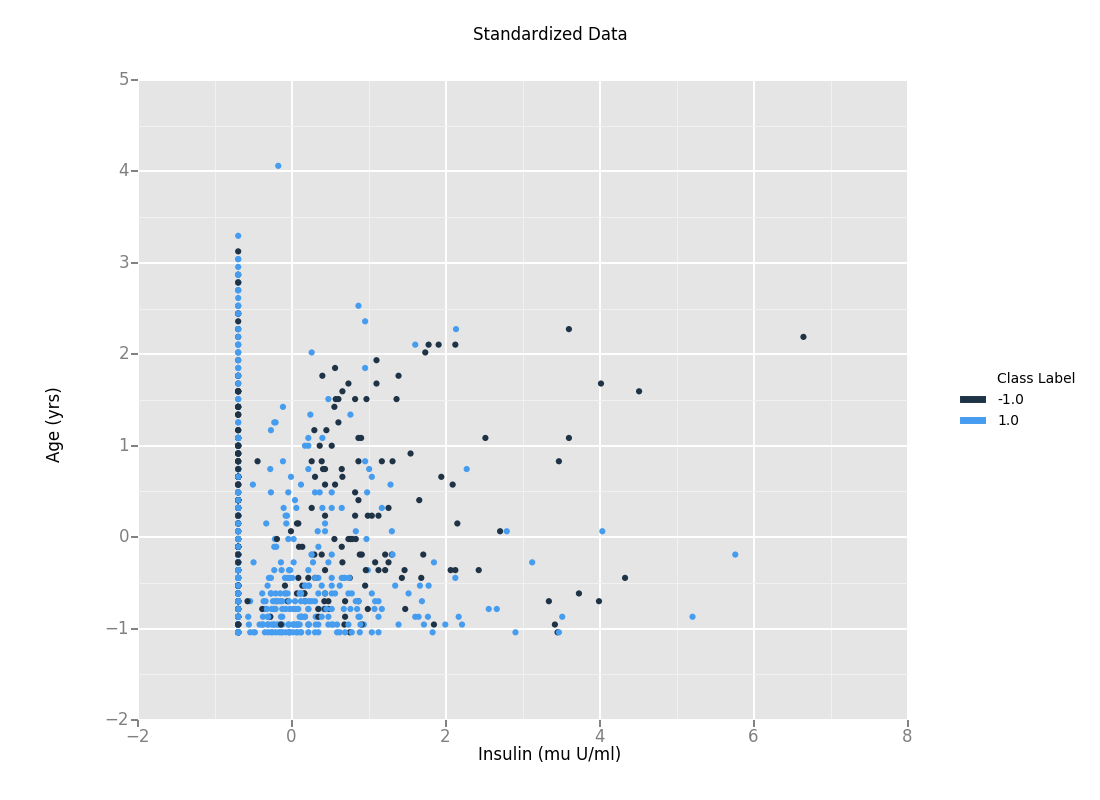 Standardized Data
5
4
3
2
1
0
−1
−2
Age (yrs)
−2 0 2 4 6 8
Insulin (mu U/ml)
Class Label
-1.0
1.0